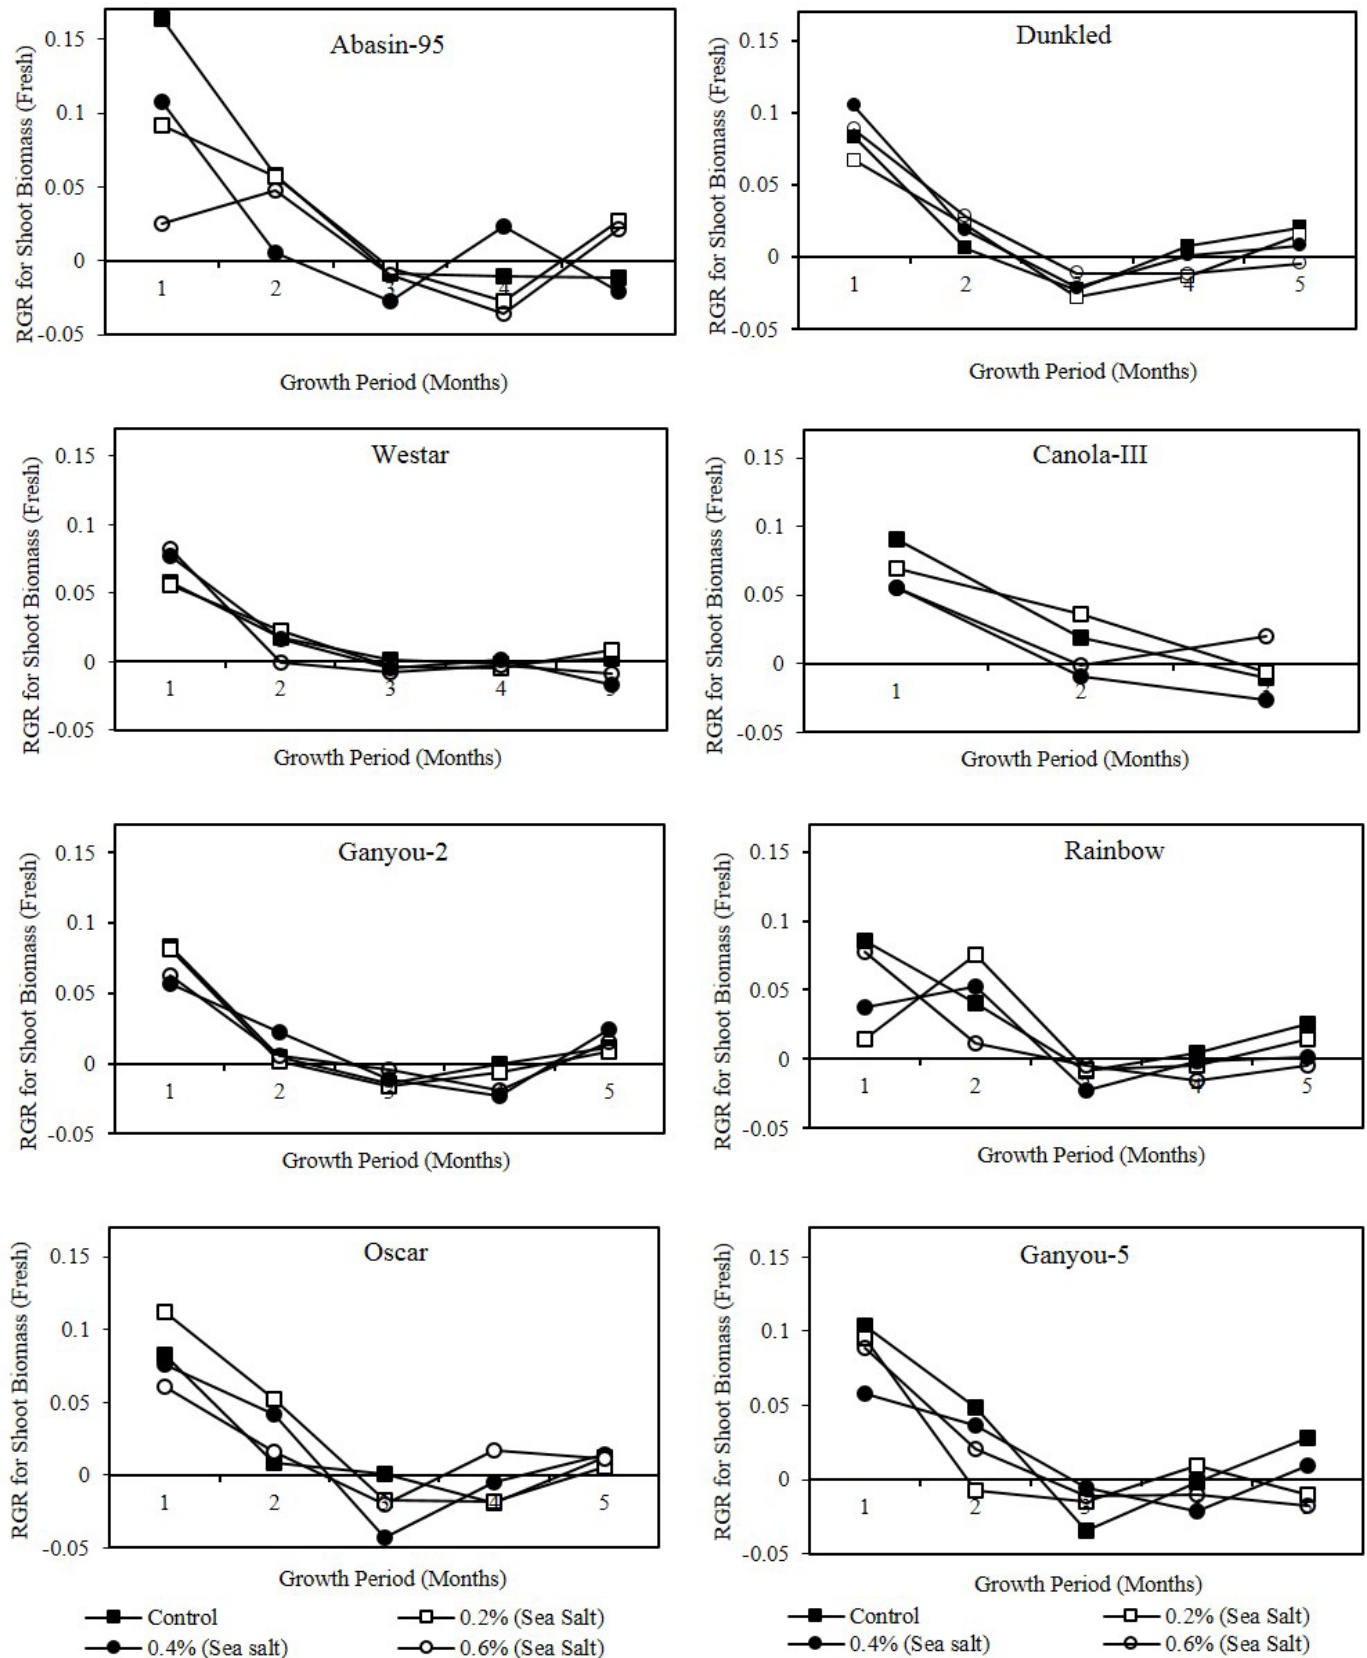 Abasin-95
RGR for Shoot Biomass (Fresh)
0.15
0.1
0.05
0
-0.05
1 2 3 4
Growth Period (Months)
Dunkled
RGR for Shoot Biomass (Fresh)
0.15
0.1
0.05
0
-0.05
1 2 4 5
Growth Period (Months)
Westar
RGR for Shoot Biomass (Fresh)
0.15
0.1
0.05
0
-0.05
1 2 3 4 5
Growth Period (Months)
Canola-III
RGR for Shoot Biomass (Fresh)
0.15
0.1
0.05
0
-0.05
1 2
Growth Period (Months)
Ganyou-2
RGR for Shoot Biomass (Fresh)
0.15
0.1
0.05
0
-0.05
1 2 3 5
Growth Period (Months)
Rainbow
RGR for Shoot Biomass (Fresh)
0.15
0.1
0.05
0
-0.05
1 2 4 5
Growth Period (Months)
Oscar
RGR for Shoot Biomass (Fresh)
0.15
0.1
0.05
0
-0.05
1 2 3 4 5
Growth Period (Months)
Ganyou-5
RGR for Shoot Biomass (Fresh)
0.15
0.1
0.05
0
-0.05
1 2 3 4 5
Growth Period (Months)
Control 0.2% (Sea Salt)
0.4% (Sea salt) 0.6% (Sea Salt)
Control 0.2% (Sea Salt)
0.4% (Sea salt) 0.6% (Sea Salt)